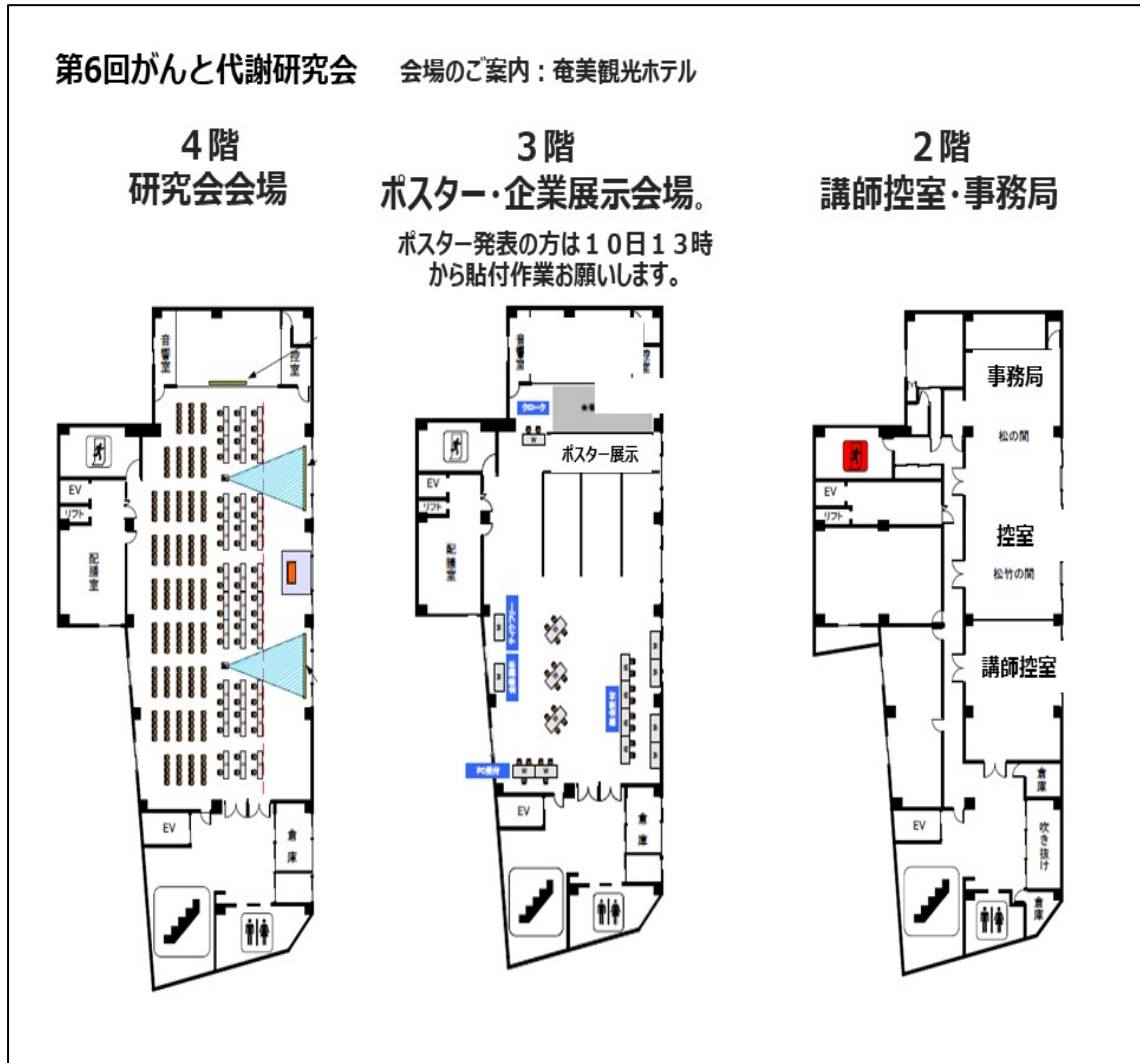 第6回がんと代謝研究会
会場のご案内：奄美観光ホテル
４階
研究会会場
３階
ポスター・企業展示会場。
ポスター発表の方は１０日１３時
から貼付作業お願いします。
２階
講師控室・事務局
音響室
控室
EV
リフト
配膳室
EV
倉庫
音響室
控室
クローク
ポスター展示
EV
リフト
配膳室
PC受付
EV
倉庫
事務局
松の間
EV
リフト
控室
松竹の間
講師控室
倉庫
EV
吹き抜け
倉庫